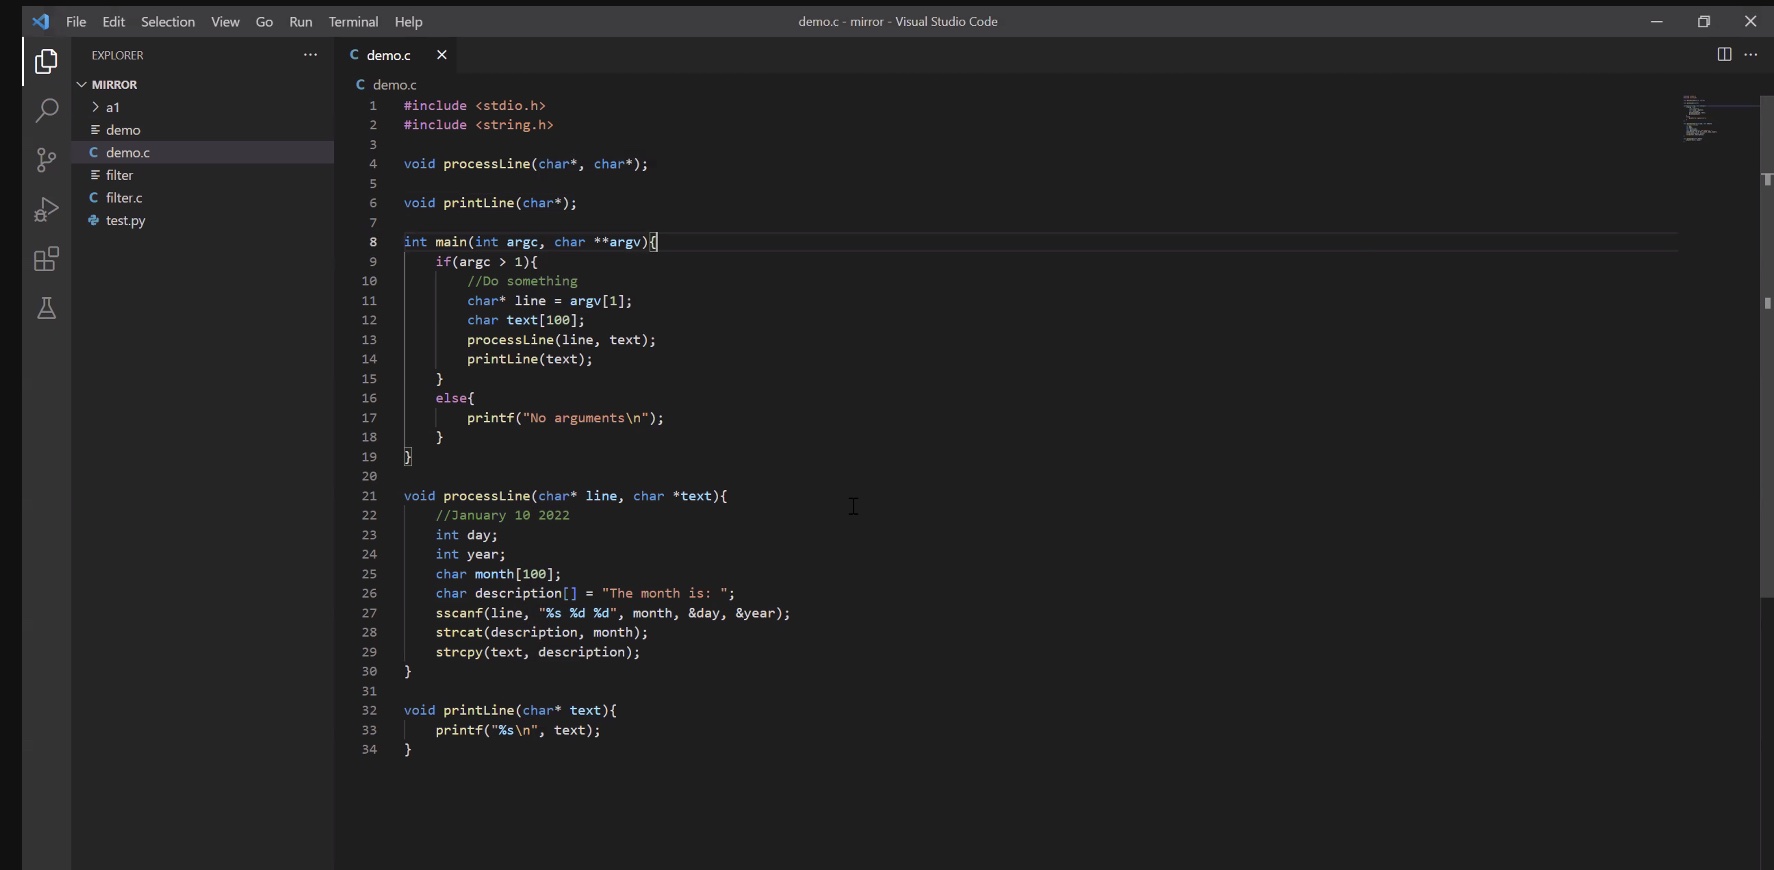 File Edit Selection View Go Run Terminal Help
demo.c - mirror - Visual Studio Code
EXPLORER
MIRROR
a1
demo
C demo.c
filter
C filter.c
test.py
C demo.c
C demo.c
1 #include <stdio.h>
2 #include <string.h>
3
4 void processLine(char*, char*);
5
6 void printLine(char*);
7
8 int main(int argc, char **argv){
9 if(argc > 1){
10 //Do something
11 char* line = argv[1];
12 char text[100];
13 processLine(line, text);
14 printLine(text);
15 }
16 else{
17 printf("No arguments\n");
18 }
19 }
20
21 void processLine(char* line, char *text){
22 //January 10 2022
23 int day;
24 int year;
25 char month[100];
26 char description[] = "The month is: ";
27 sscanf(line, "%s %d %d", month, &day, &year);
28 strcat(description, month);
29 strcpy(text, description);
30 }
31
32 void printLine(char* text){
33 printf("%s\n", text);
34 }